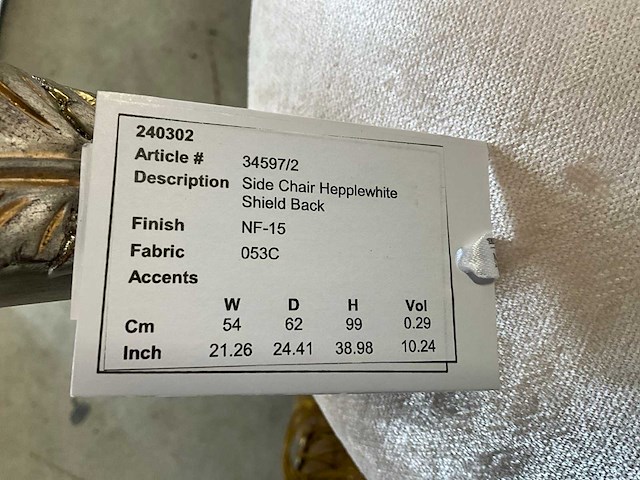 240302
Article # 34597/2
Description Side Chair Hepplewhite
Shield Back
Finish NF-15
Fabric 053C
Accents
W D H Vol
Cm 54 62 99 0.29
Inch 21.26 24.41 38.98 10.24